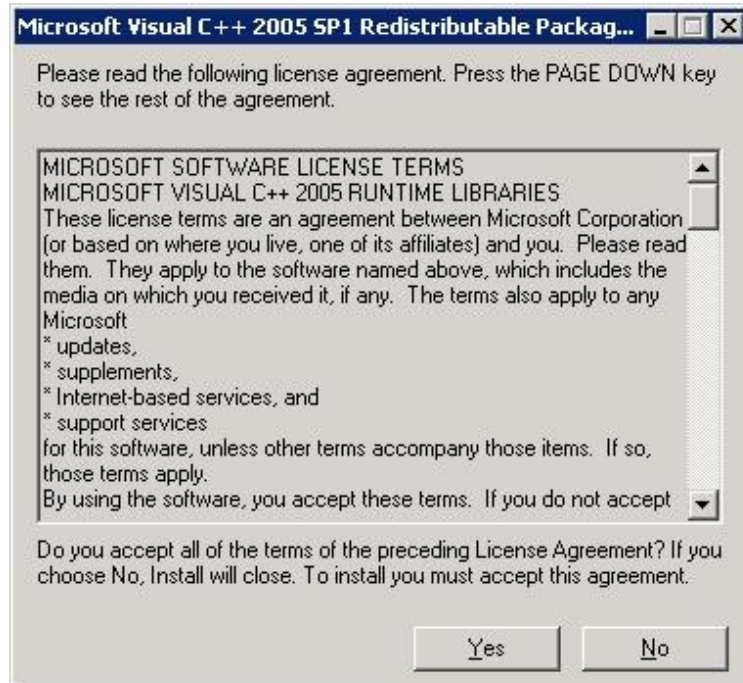 Microsoft Visual C++ 2005 SP1 Redistributable Packag...
Please read the following license agreement. Press the PAGE DOWN key
to see the rest of the agreement.
MICROSOFT SOFTWARE LICENSE TERMS
MICROSOFT VISUAL C++ 2005 RUNTIME LIBRARIES
These license terms are an agreement between Microsoft Corporation
(or based on where you live, one of its affiliates) and you.  Please read
them.  They apply to the software named above, which includes the
media on which you received it, if any.  The terms also apply to any
Microsoft
* updates,
* supplements,
* Internet-based services, and
* support services
for this software, unless other terms accompany those items.  If so,
those terms apply.
By using the software, you accept these terms.  If you do not accept
Do you accept all of the terms of the preceding License Agreement? If you
choose No, Install will close. To install you must accept this agreement.
Yes
No